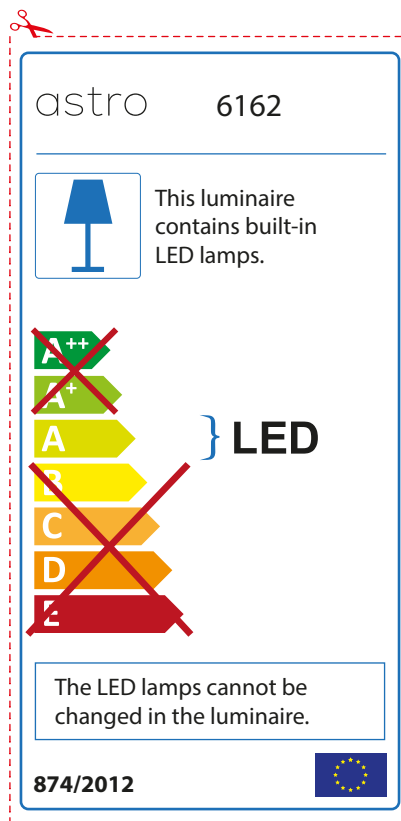 astro 6162
This luminaire
contains built-in
LED lamps.
A++
A+
A
LED
B
C
D
E
The LED lamps cannot be
changed in the luminaire.
874/2012